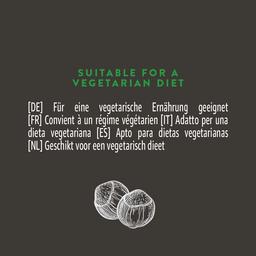 SUITABLE FOR A
VEGETARIAN DIET
[DE] Für eine vegetarische Ernährung geeignet
[FR] Convient à un régime végétarien [IT] Adatto per una
dieta vegetariana [ES] Apto para dietas vegetarianas
[NL] Geschikt voor een vegetarisch dieet